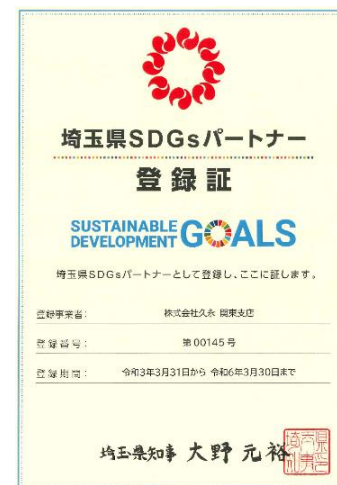 埼玉県SDGsパートナー
登録証
SUSTAINABLE
DEVELOPMENT GOALS
埼玉県SDGsパートナーとして登録し、ここに証します。
登録事業者: 株式会社久永 関東支店
登録番号: 第00145号
登録期間: 令和3年3月31日から 令和6年3月30日まで
埼玉県知事 大野元裕